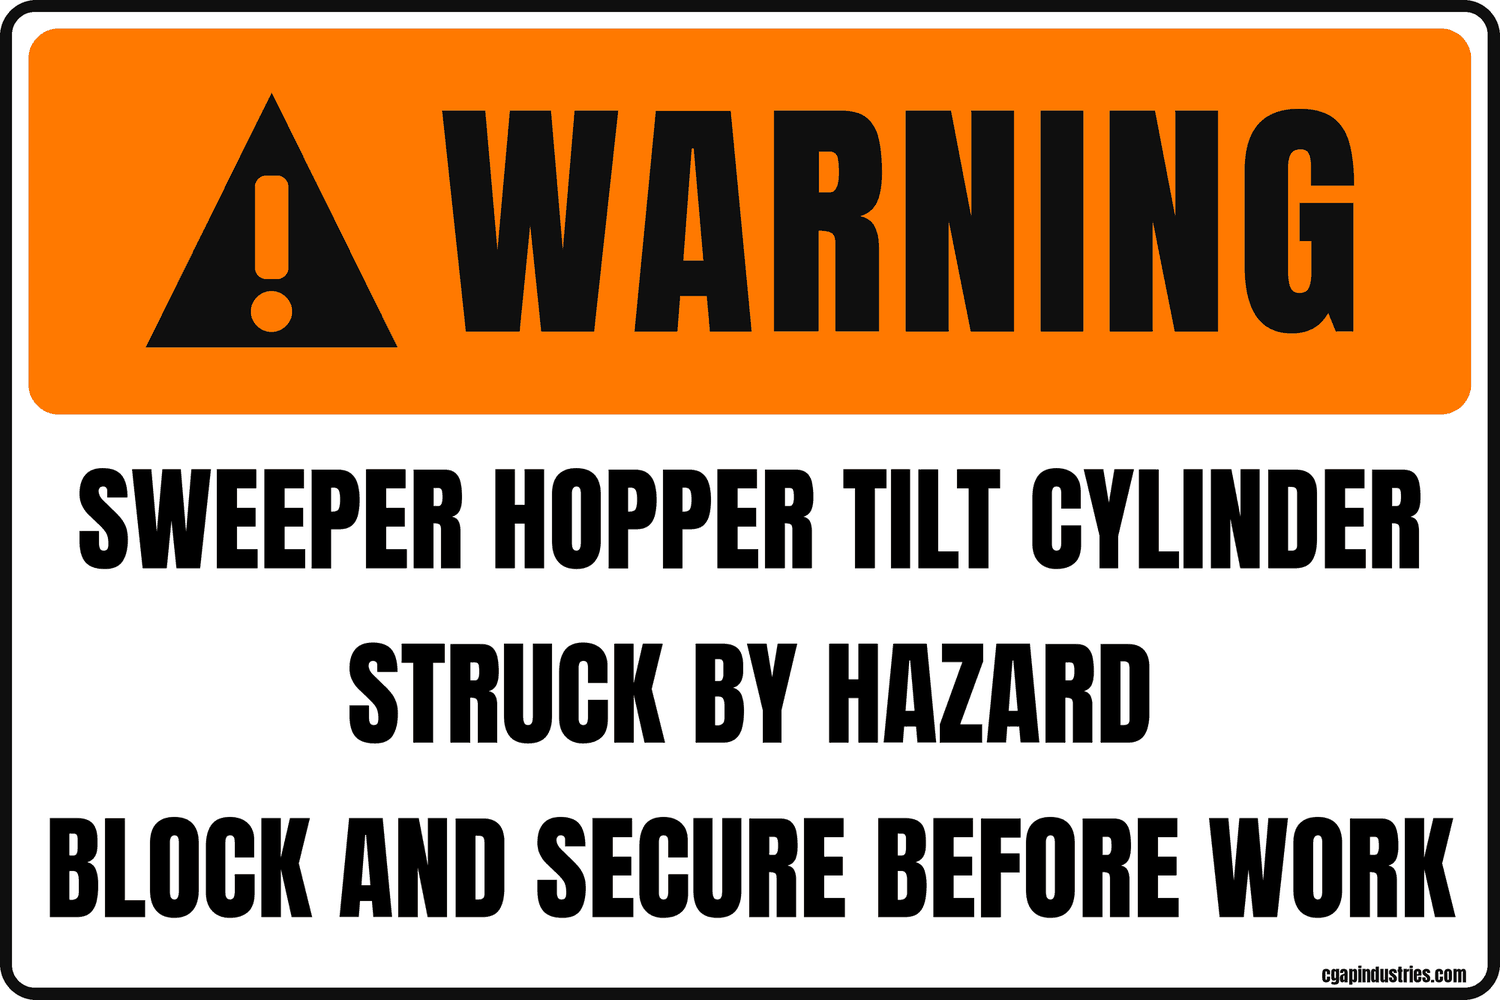 WARNING
SWEEPER HOPPER TILT CYLINDER
STRUCK BY HAZARD
BLOCK AND SECURE BEFORE WORK
cgapindustries.com